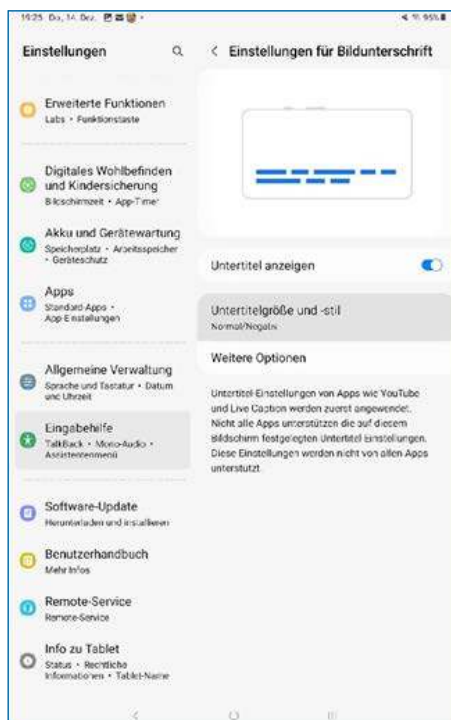 19:25 Do., 14. Dez.
95%
Einstellungen
Erweiterte Funktionen
Labs • Funktionstaste
Digitales Wohlbefinden
und Kindersicherung
Bildschirmzeit • App-Timer
Akku und Gerätewartung
Speicherplatz • Arbeitsspeicher
• Geräteschutz
Apps
Standard-Apps •
App-Einstellungen
Allgemeine Verwaltung
Sprache und Tastatur • Datum
und Uhrzeit
Eingabehilfe
TalkBack • Mono-Audio •
Assistentenmenü
Software-Update
Herunterladen und installieren
Benutzerhandbuch
Mehr Infos
Remote-Service
Remote-Service
Info zu Tablet
Status • Rechtliche
Informationen • Tablet-Name
Einstellungen für Bildunterschrift
Untertitel anzeigen
Untertitelgröße und -stil
Normal/Negativ
Weitere Optionen
Untertitel-Einstellungen von Apps wie YouTube
und Live Caption werden zuerst angewendet.
Nicht alle Apps unterstützen die auf diesem
Bildschirm festgelegten Untertitel-Einstellungen.
Diese Einstellungen werden nicht von allen Apps
unterstützt.